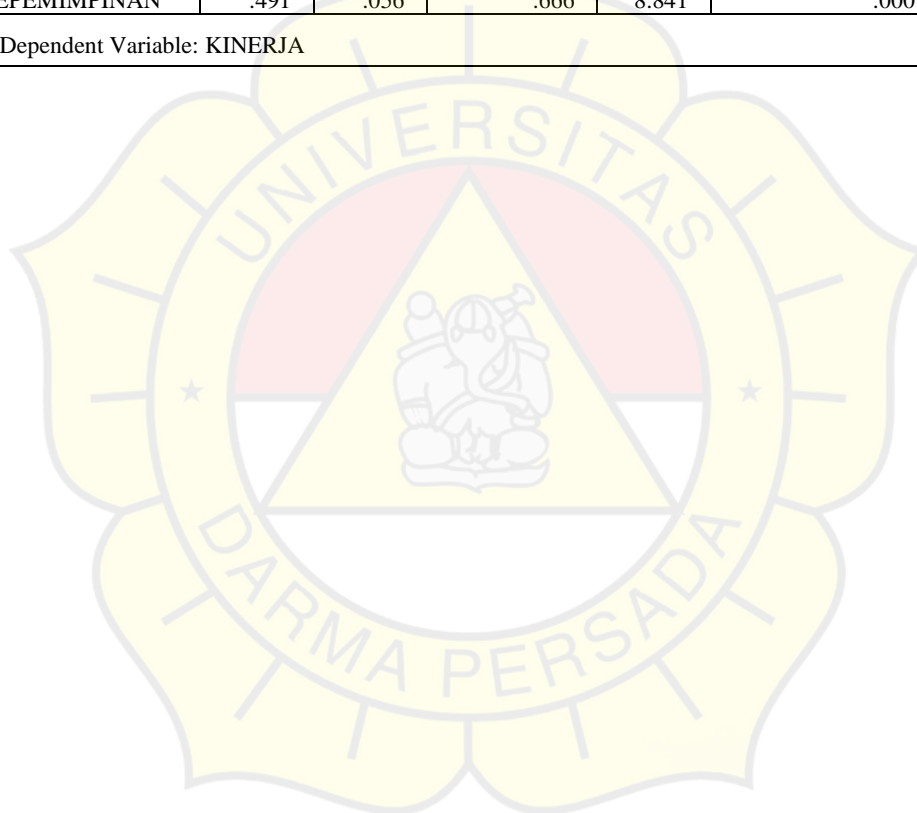 EPEMIMPINAN .491 .056 .666 8.841 .000
Dependent Variable: KINERJA
UNIVERSITAS
DARMA PERSADA